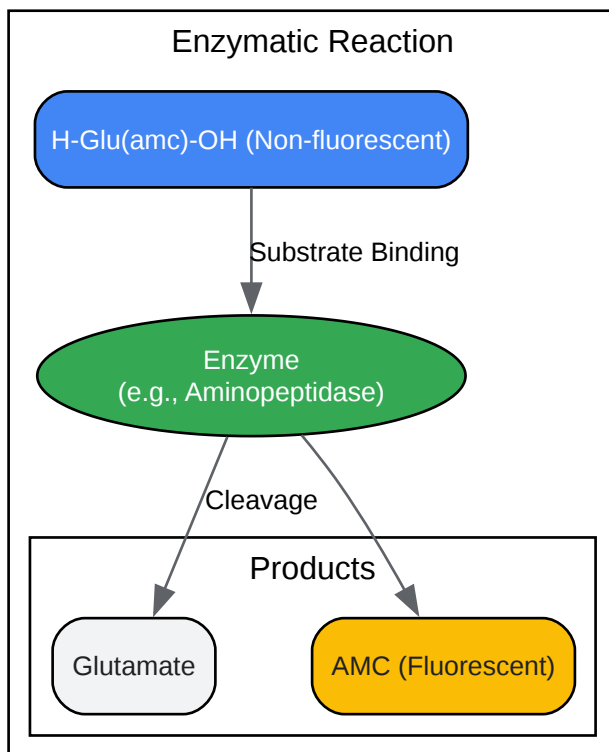 Enzymatic Reaction
H-Glu(amc)-OH (Non-fluorescent)
Substrate Binding
Enzyme
(e.g., Aminopeptidase)
Cleavage
Products
Glutamate
AMC (Fluorescent)